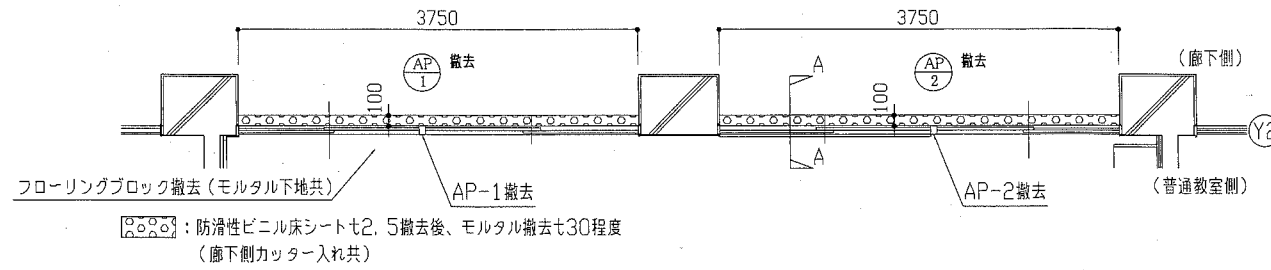 3750
3750
AP
1
撤去
AP
2
撤去
(廊下側)
A
100
100
Y2
A
フローリングブロック撤去(モルタル下地共)
AP-1撤去
AP-2撤去
(普通教室側)
:防滑性ビニル床シートt2.5撤去後、モルタル撤去t30程度
(廊下側カッター入れ共)